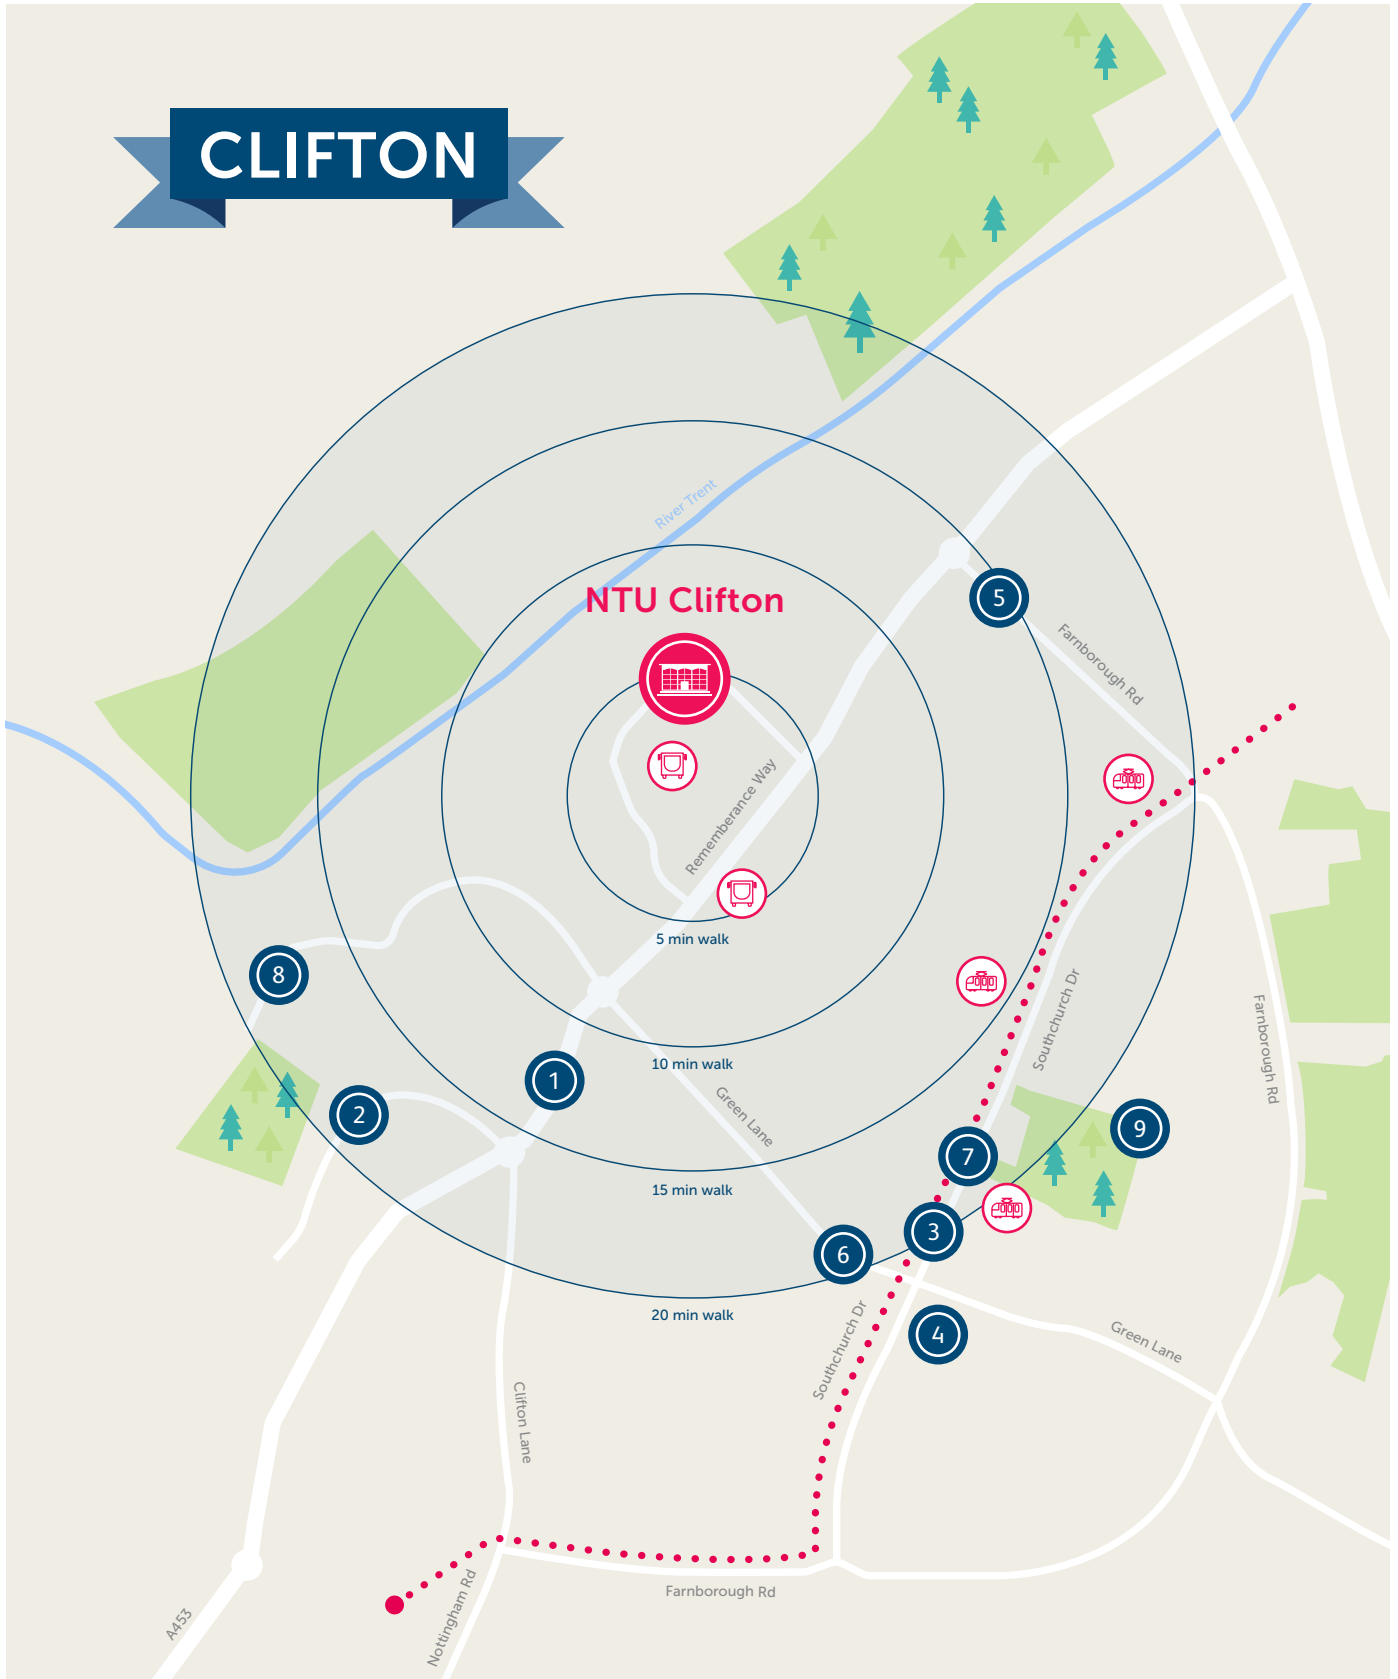 CLIFTON
River Trent
NTU Clifton
5
Farnborough Rd
Rememberance Way
5 min walk
8
Southchurch Dr
Farnborough Rd
10 min walk
1
2
Green Lane
9
7
15 min walk
3
6
20 min walk
4
Southchurch Dr
Green Lane
Clifton Lane
Farnborough Rd
Nottingham Rd
A453